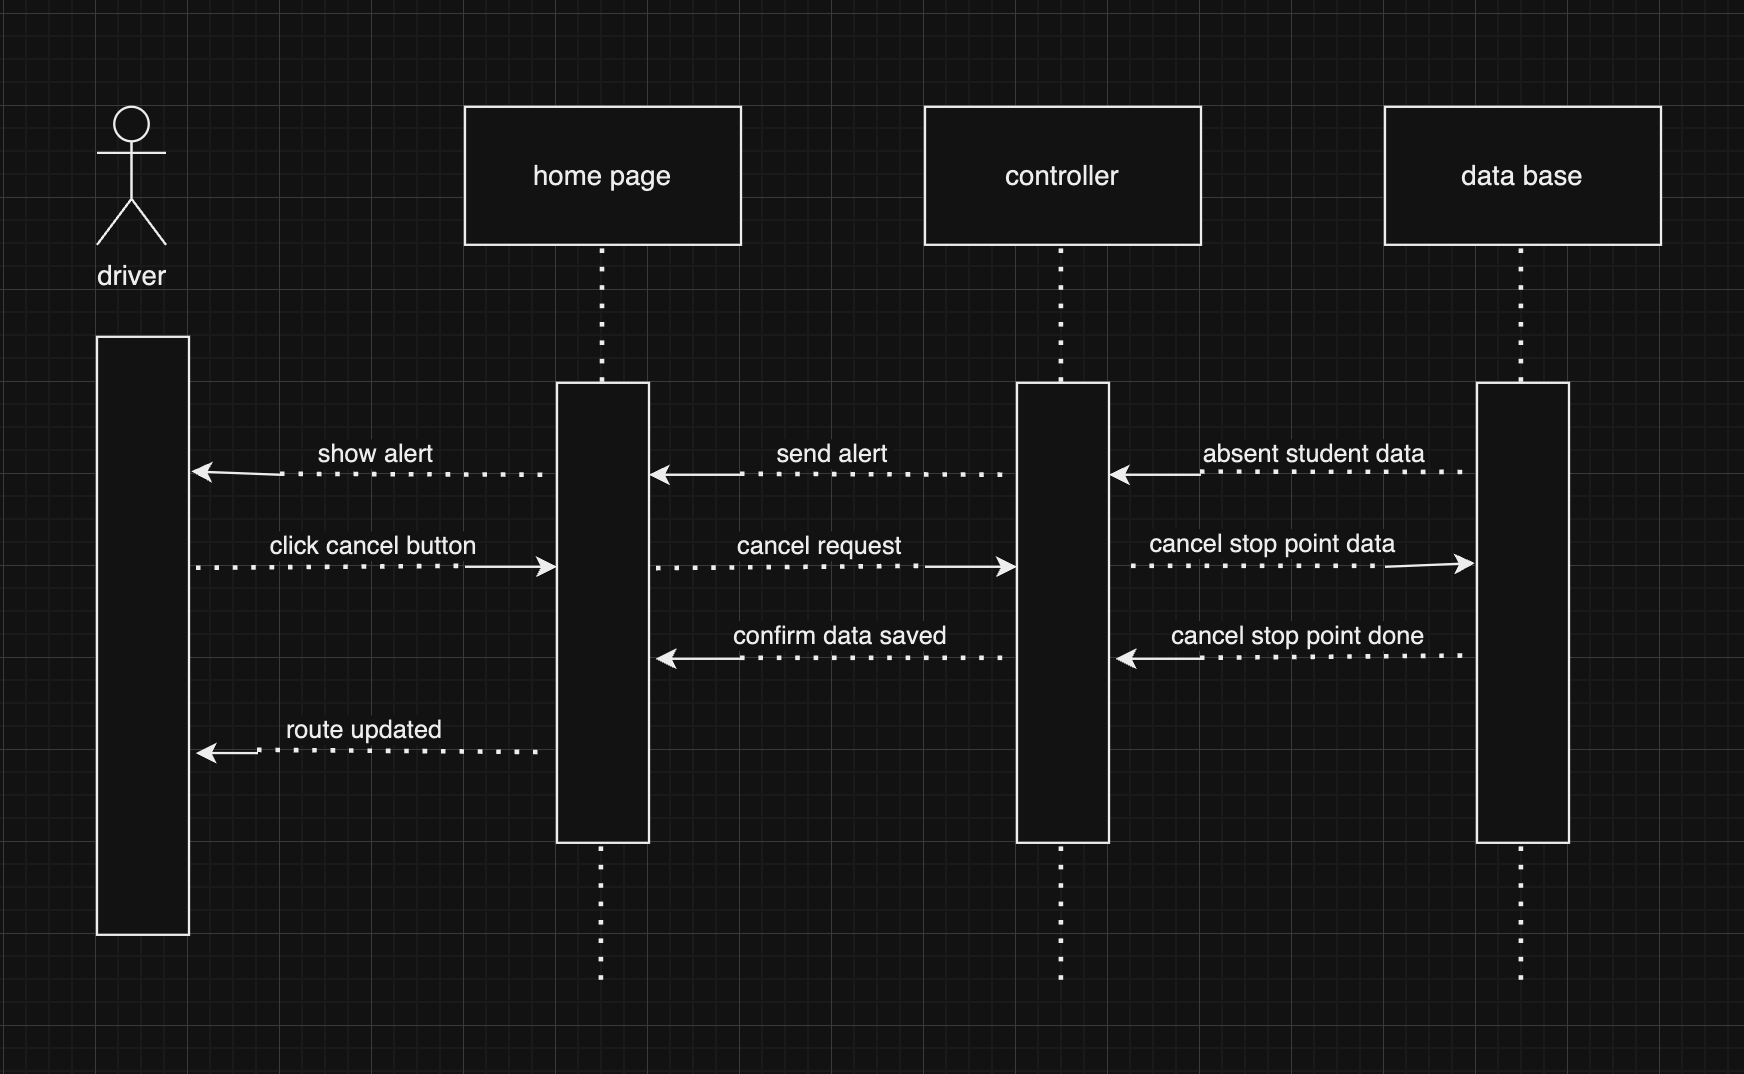 home page
controller
data base
driver
show alert
send alert
absent student data
click cancel button
cancel request
cancel stop point data
confirm data saved
cancel stop point done
route updated